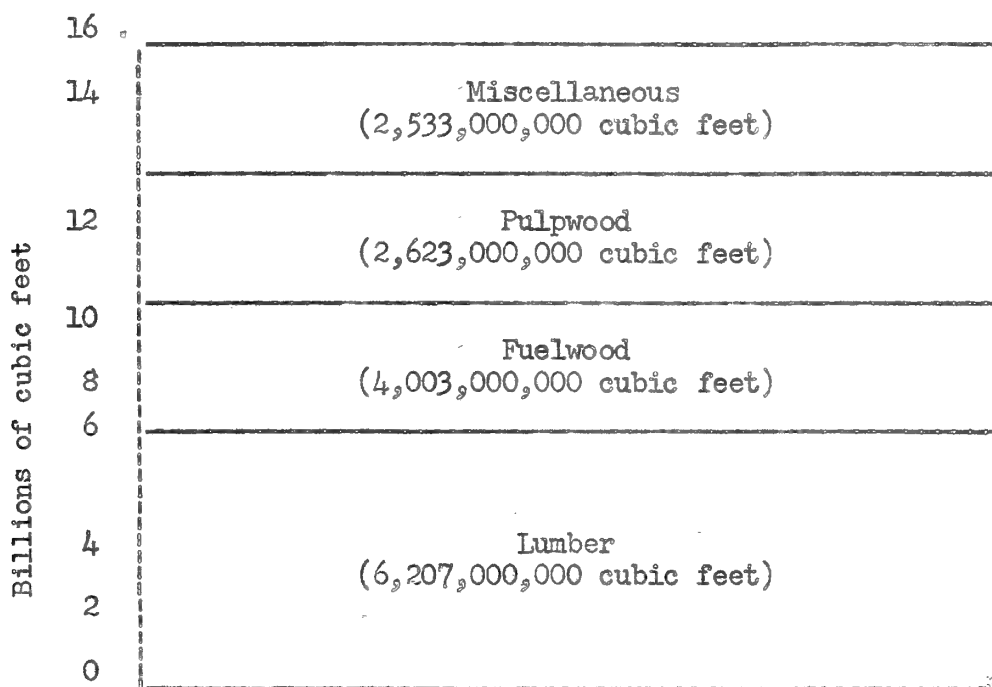 16
14
Miscellaneous
(2,533,000,000 cubic feet)
12
Pulpwood
(2,623,000,000 cubic feet)
10
Fuelwood
8
(4,003,000,000 cubic feet)
6
4
Lumber
(6,207,000,000 cubic feet)
2
0
Billions of cubic feet